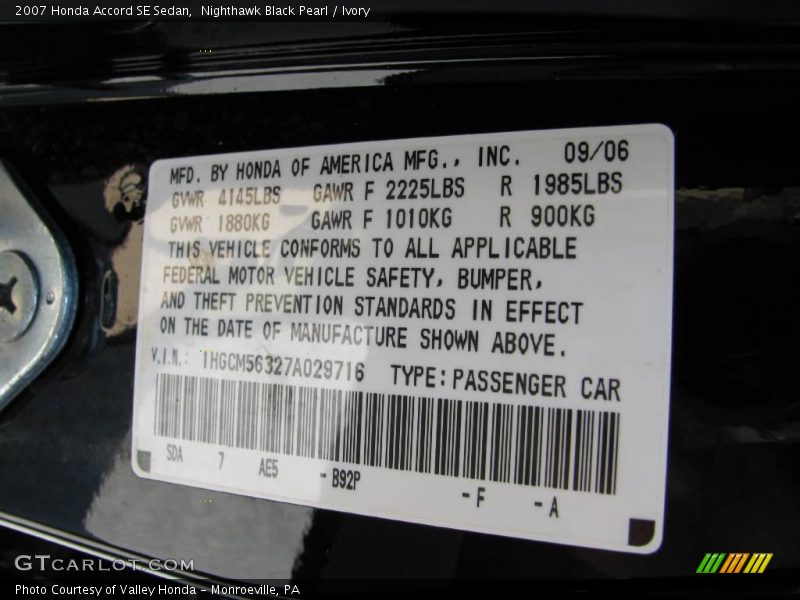 2007 Honda Accord SE Sedan, Nighthawk Black Pearl / Ivory
MFD. BY HONDA OF AMERICA MFG., INC. 09/06
GVWR 4145LBS GAWR F 2225LBS R 1985LBS
GVWR 1880KG GAWR F 1010KG R 900KG
THIS VEHICLE CONFORMS TO ALL APPLICABLE
FEDERAL MOTOR VEHICLE SAFETY, BUMPER,
AND THEFT PREVENTION STANDARDS IN EFFECT
ON THE DATE OF MANUFACTURE SHOWN ABOVE.
V.I.N.: 1HGCM56327A029716 TYPE: PASSENGER CAR
SDA 7 AE5 - B92P - F - A
GTCARLOT.COM
Photo Courtesy of Valley Honda - Monroeville, PA